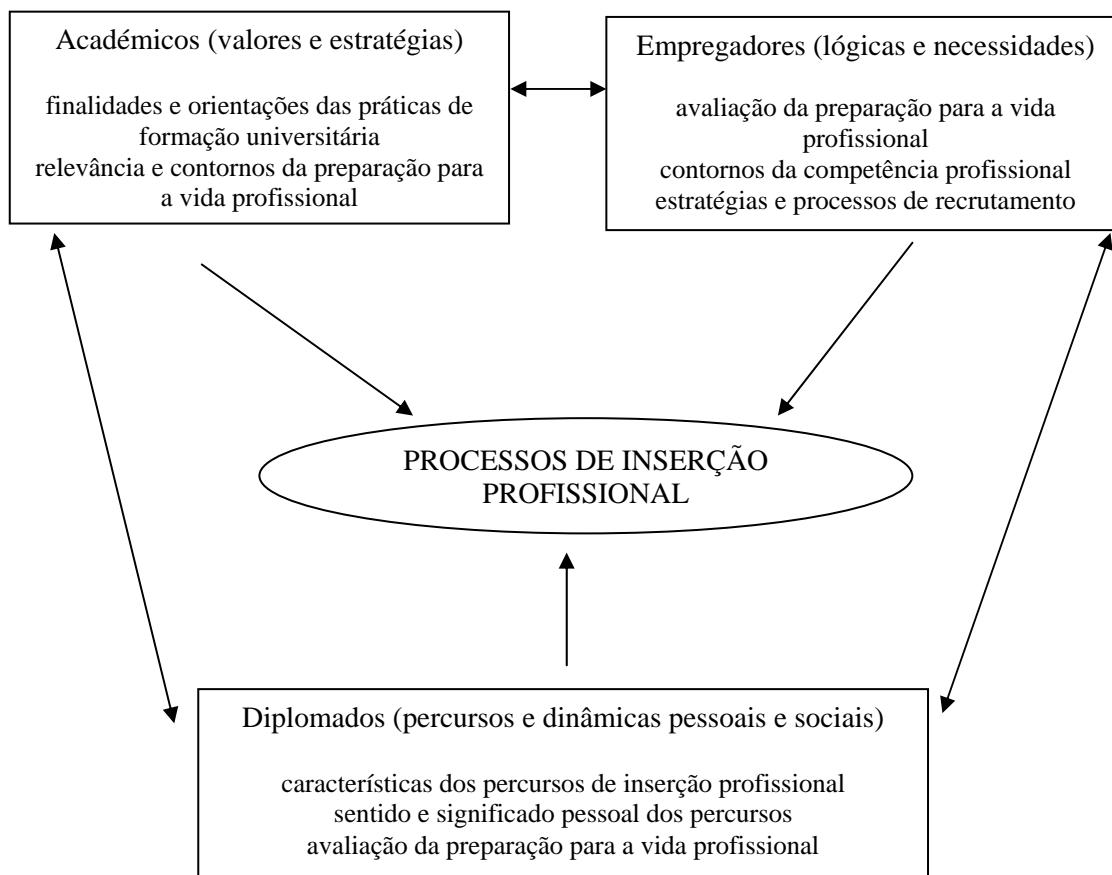 Académicos (valores e estratégias)
finalidades e orientações das práticas de
formação universitária
relevância e contornos da preparação para
a vida profissional
Empregadores (lógicas e necessidades)
avaliação da preparação para a vida
profissional
contornos da competência profissional
estratégias e processos de recrutamento
PROCESSOS DE INSERÇÃO
PROFISSIONAL
Diplomados (percursos e dinâmicas pessoais e sociais)
características dos percursos de inserção profissional
sentido e significado pessoal dos percursos
avaliação da preparação para a vida profissional